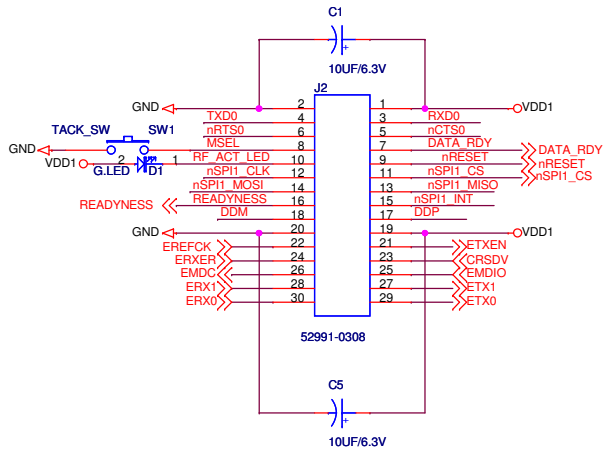 C1
10UF/6.3V
J2
GND 2 1 VDD1
TXD0 4 3 RXD0
nRTS0 6 5 nCTS0
TACK_SW SW1
GND MSEL 8 7 DATA_RDY DATA_RDY
VDD1 2 1 RF_ACT_LED 10 9 nRESET nRESET
G.LED D1
nSPI1_CLK 12 11 nSPI1_CS nSPI1_CS
nSPI1_MOSI 14 13 nSPI1_MISO
READYNESS READYNESS 16 15 nSPI1_INT
DDM 18 17 DDP
GND 20 19 VDD1
EREFCK 22 21 ETXEN
ERXER 24 23 CRSDV
EMDC 26 25 EMDIO
ERX1 28 27 ETX1
ERX0 30 29 ETX0
52991-0308
C5
10UF/6.3V